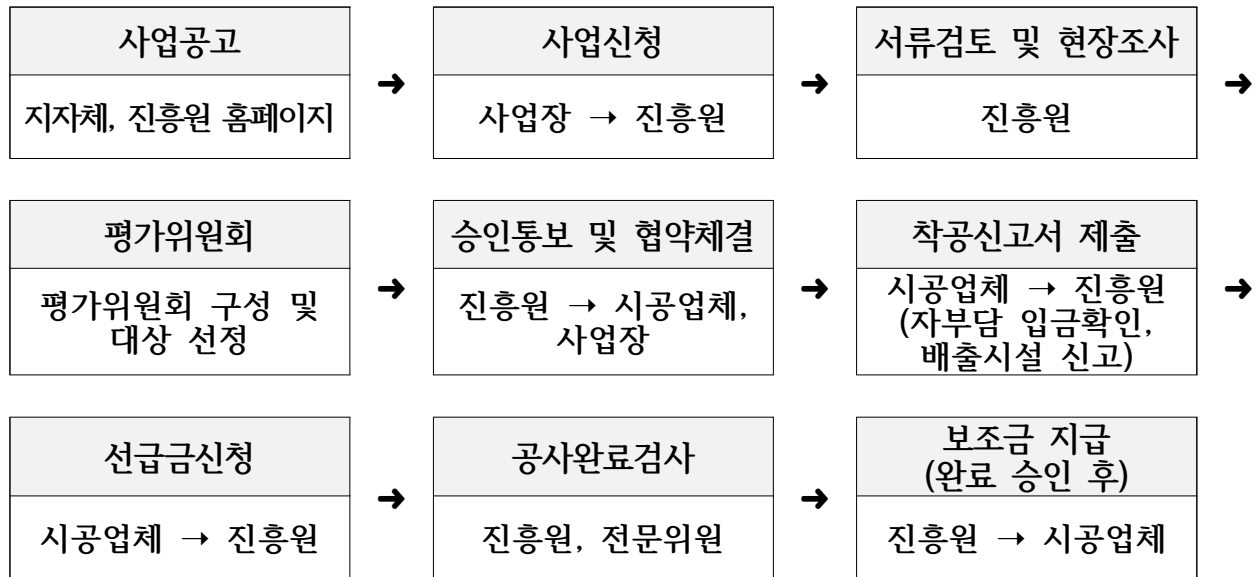 사업공고
지자체, 진흥원 홈페이지
➜
사업신청
사업장 → 진흥원
➜
서류검토 및 현장조사
진흥원
➜
평가위원회
평가위원회 구성 및
대상 선정
➜
승인통보 및 협약체결
진흥원 → 시공업체,
사업장
➜
착공신고서 제출
시공업체 → 진흥원
(자부담 입금확인,
배출시설 신고)
➜
선급금신청
시공업체 → 진흥원
➜
공사완료검사
진흥원, 전문위원
➜
보조금 지급
(완료 승인 후)
진흥원 → 시공업체